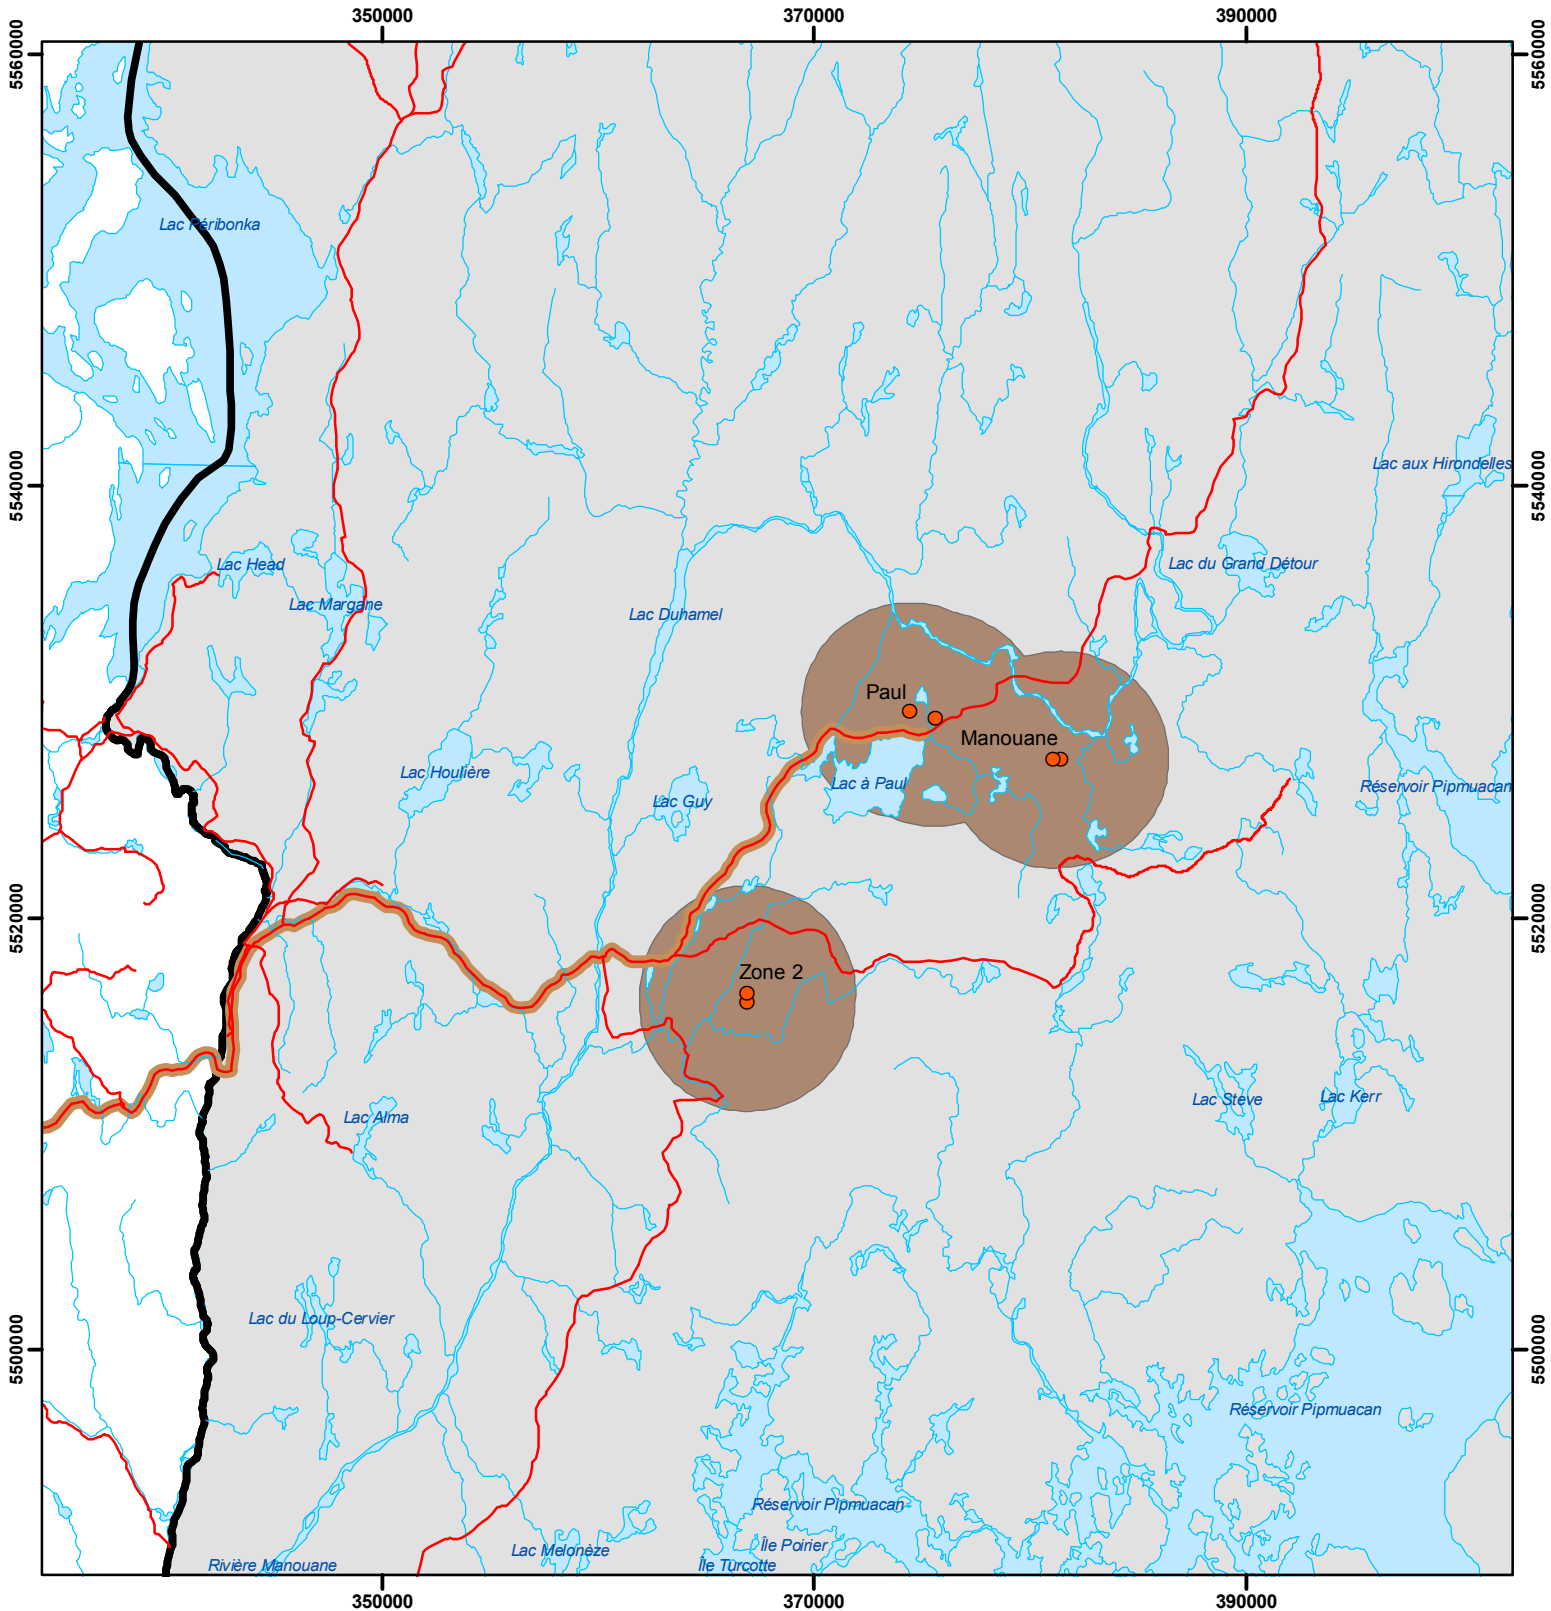 350000
370000
390000
5560000
5560000
Lac Péribonka
Lac aux Hirondelles
5540000
5540000
Lac Head
Lac du Grand Détour
Lac Margane
Lac Duhamel
Paul
Manouane
Lac Houlière
Lac à Paul
Réservoir Pipmuacan
Lac Guy
5520000
5520000
Zone 2
Lac Steve
Lac Kerr
Lac Alma
Lac du Loup-Cervier
5500000
5500000
Réservoir Pipmuacan
Réservoir Pipmuacan
Île Poirier
Lac Melonèze
Rivière Manouane
Île Turcotte
350000
370000
390000